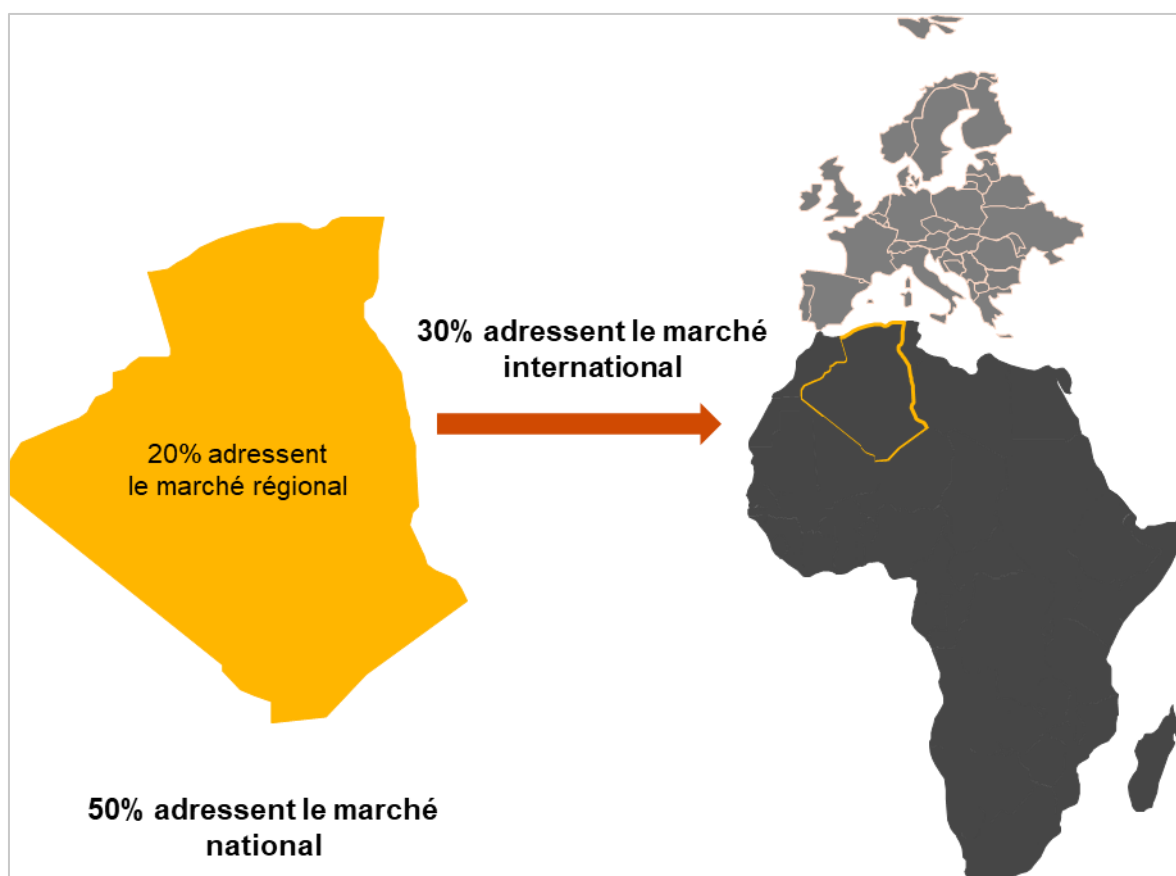 30% adressent le marché
international
20% adressent
le marché régional
50% adressent le marché
national